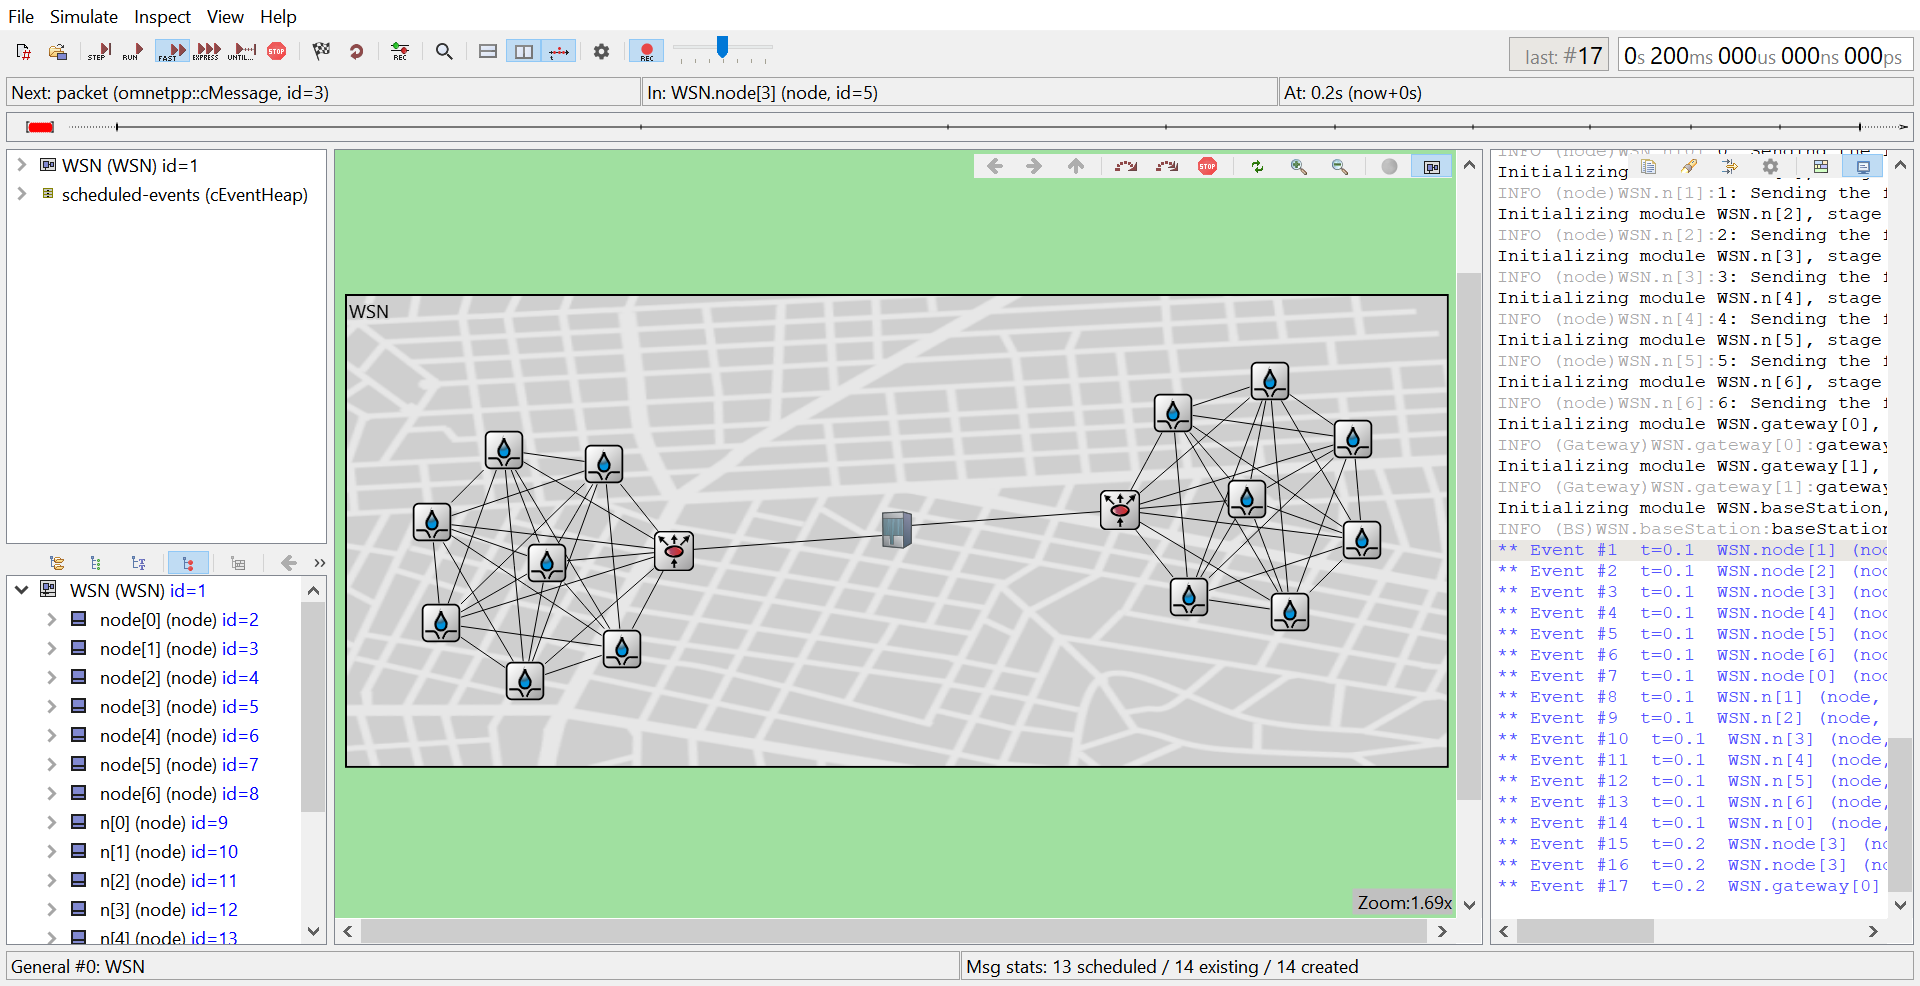 File Simulate Inspect View Help
STEP RUN FAST EXPRESS UNTIL... STOP REC REC
last: #17 0s 200ms 000us 000ns 000ps
Next: packet (omnetpp::cMessage, id=3) In: WSN.node[3] (node, id=5) At: 0.2s (now+0s)
WSN (WSN) id=1
scheduled-events (cEventHeap)
WSN (WSN) id=1
node[0] (node) id=2
node[1] (node) id=3
node[2] (node) id=4
node[3] (node) id=5
node[4] (node) id=6
node[5] (node) id=7
node[6] (node) id=8
n[0] (node) id=9
n[1] (node) id=10
n[2] (node) id=11
n[3] (node) id=12
n[4] (node) id=13
STOP
WSN
Zoom:1.69x
Initializing
INFO (node)WSN.n[1]:1: Sending the
Initializing module WSN.n[2], stage
INFO (node)WSN.n[2]:2: Sending the
Initializing module WSN.n[3], stage
INFO (node)WSN.n[3]:3: Sending the
Initializing module WSN.n[4], stage
INFO (node)WSN.n[4]:4: Sending the
Initializing module WSN.n[5], stage
INFO (node)WSN.n[5]:5: Sending the
Initializing module WSN.n[6], stage
INFO (node)WSN.n[6]:6: Sending the
Initializing module WSN.gateway[0],
INFO (Gateway)WSN.gateway[0]:gateway
Initializing module WSN.gateway[1],
INFO (Gateway)WSN.gateway[1]:gateway
Initializing module WSN.baseStation,
INFO (BS)WSN.baseStation:baseStation
** Event #1 t=0.1 WSN.node[1] (noc
** Event #2 t=0.1 WSN.node[2] (noc
** Event #3 t=0.1 WSN.node[3] (noc
** Event #4 t=0.1 WSN.node[4] (noc
** Event #5 t=0.1 WSN.node[5] (noc
** Event #6 t=0.1 WSN.node[6] (noc
** Event #7 t=0.1 WSN.node[0] (noc
** Event #8 t=0.1 WSN.n[1] (node,
** Event #9 t=0.1 WSN.n[2] (node,
** Event #10 t=0.1 WSN.n[3] (node,
** Event #11 t=0.1 WSN.n[4] (node,
** Event #12 t=0.1 WSN.n[5] (node,
** Event #13 t=0.1 WSN.n[6] (node,
** Event #14 t=0.1 WSN.n[0] (node,
** Event #15 t=0.2 WSN.node[3] (nc
** Event #16 t=0.2 WSN.node[3] (nc
** Event #17 t=0.2 WSN.gateway[0]
General #0: WSN
Msg stats: 13 scheduled / 14 existing / 14 created